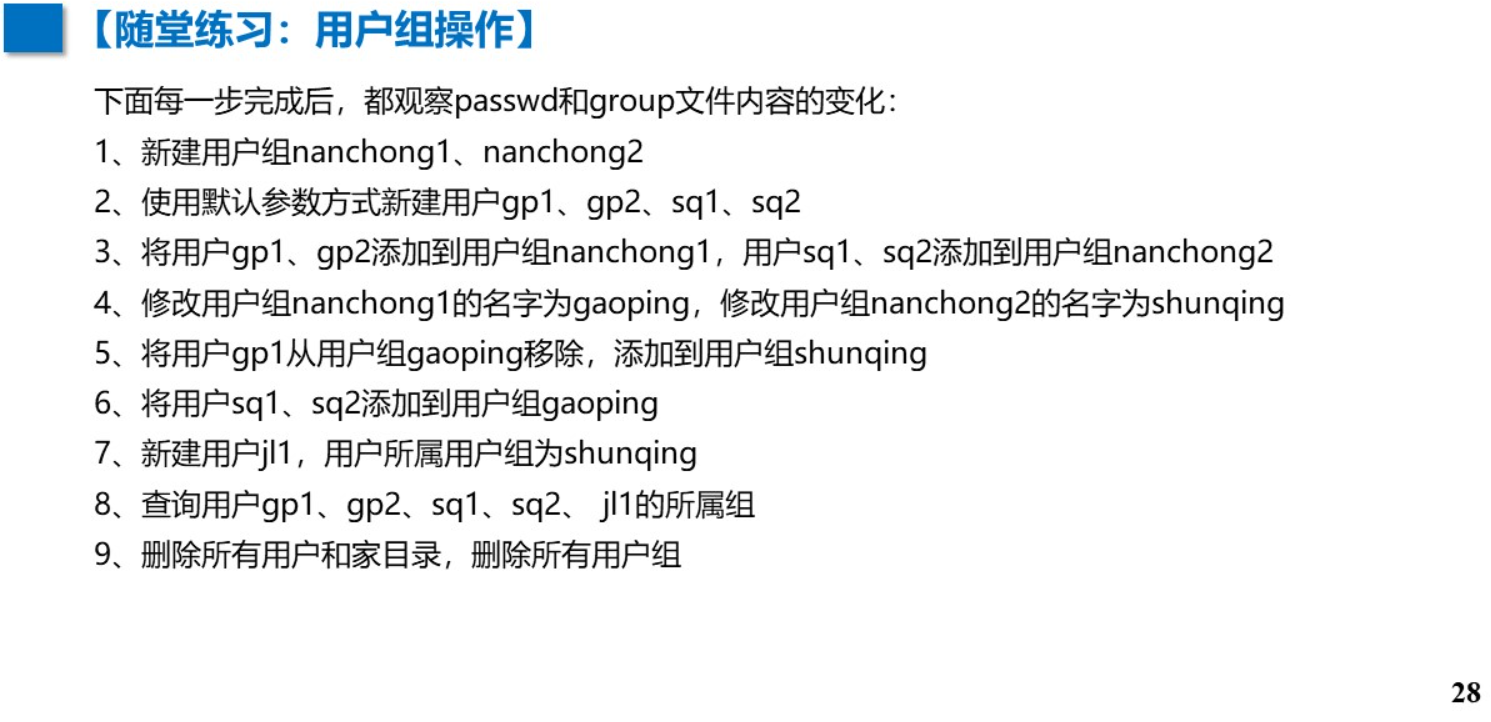 【随堂练习：用户组操作】
下面每一步完成后，都观察passwd和group文件内容的变化：
1、新建用户组nanchong1、nanchong2
2、使用默认参数方式新建用户gp1、gp2、sq1、sq2
3、将用户gp1、gp2添加到用户组nanchong1，用户sq1、sq2添加到用户组nanchong2
4、修改用户组nanchong1的名字为gaoping，修改用户组nanchong2的名字为shunqing
5、将用户gp1从用户组gaoping移除，添加到用户组shunqing
6、将用户sq1、sq2添加到用户组gaoping
7、新建用户jl1，用户所属用户组为shunqing
8、查询用户gp1、gp2、sq1、sq2、 jl1的所属组
9、删除所有用户和家目录，删除所有用户组
28